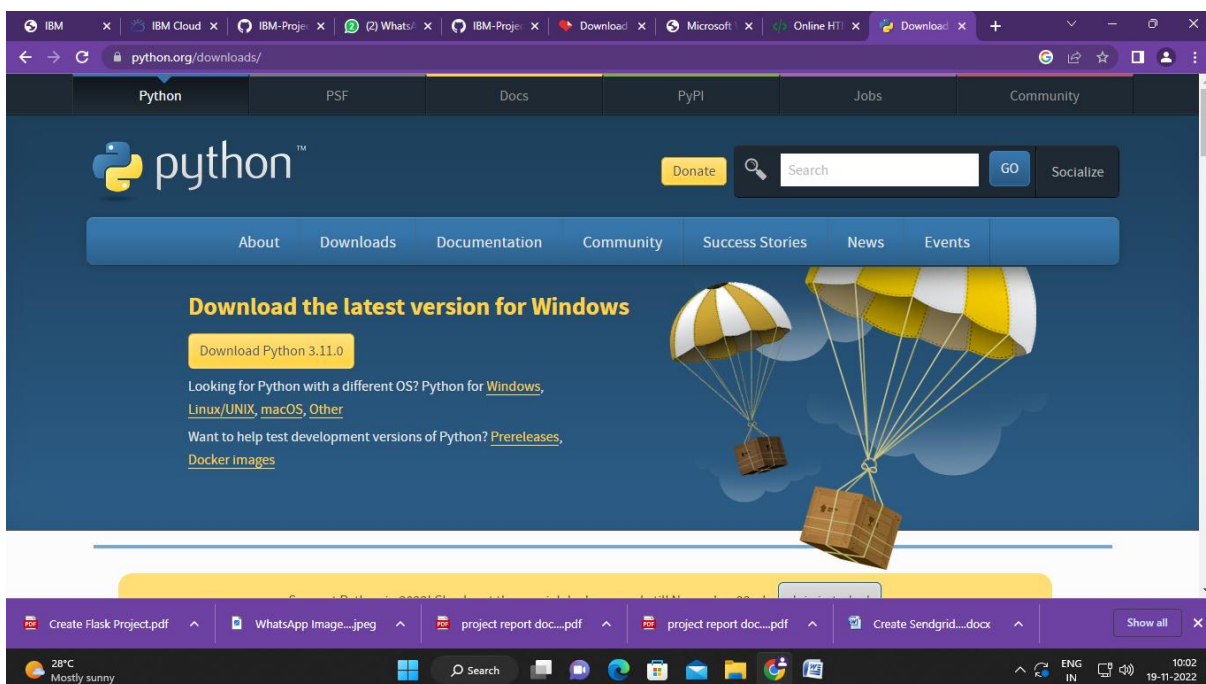 IBM
IBM Cloud
IBM-Projec
(2) WhatsA
IBM-Projec
Download
Microsoft
Online HT
Download
python.org/downloads/
Python
PSF
Docs
PyPI
Jobs
Community
python™
Donate
Search
GO
Socialize
About
Downloads
Documentation
Community
Success Stories
News
Events
Download the latest version for Windows
Download Python 3.11.0
Looking for Python with a different OS? Python for Windows,
Linux/UNIX, macOS, Other
Want to help test development versions of Python? Prereleases,
Docker images
Create Flask Project.pdf
WhatsApp Image....jpeg
project report doc....pdf
project report doc....pdf
Create Sendgrid....docx
Show all
28°C
Mostly sunny
Search
ENG
IN
10:02
19-11-2022